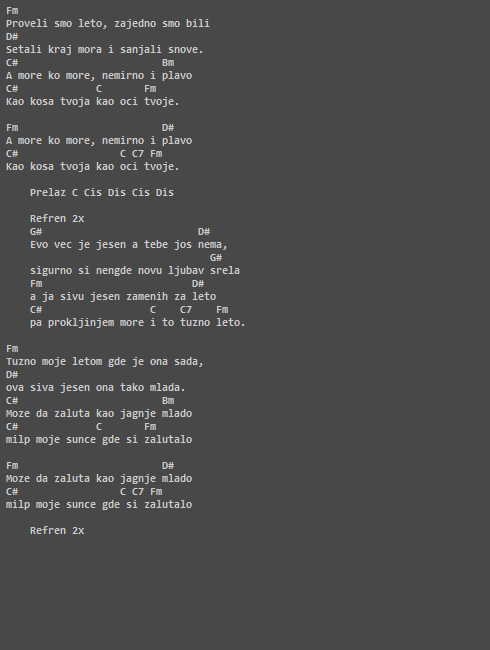 Fm
Proveli smo leto, zajedno smo bili
D#
Setali kraj mora i sanjali snove.
C#                        Bm
A more ko more, nemirno i plavo
C#             C       Fm
Kao kosa tvoja kao oci tvoje.

Fm                        D#
A more ko more, nemirno i plavo
C#                 C C7 Fm
Kao kosa tvoja kao oci tvoje.

    Prelaz C Cis Dis Cis Dis

    Refren 2x
    G#                          D#
    Evo vec je jesen a tebe jos nema,
                                  G#
    sigurno si nengde novu ljubav srela
    Fm                         D#
    a ja sivu jesen zamenih za leto
    C#                  C    C7    Fm
    pa prokljinjem more i to tuzno leto.

Fm
Tuzno moje letom gde je ona sada,
D#
ova siva jesen ona tako mlada.
C#                        Bm
Moze da zaluta kao jagnje mlado
C#             C       Fm
milp moje sunce gde si zalutalo

Fm                        D#
Moze da zaluta kao jagnje mlado
C#                 C C7 Fm
milp moje sunce gde si zalutalo

    Refren 2x